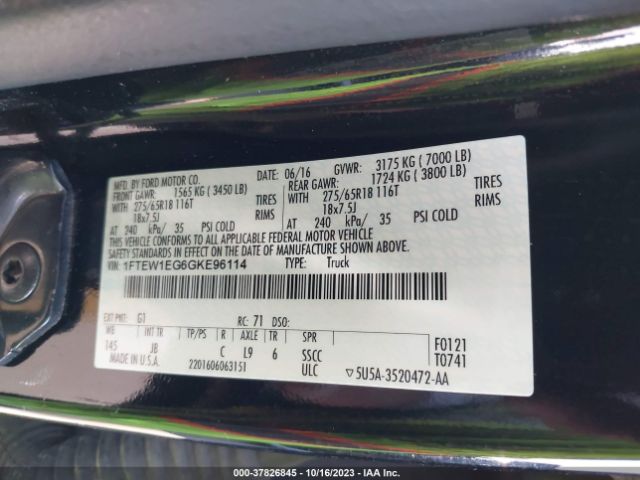 MFD. BY FORD MOTOR CO.
DATE: 06/16 GVWR: 3175 KG ( 7000 LB)
FRONT GAWR: 1565 KG ( 3450 LB) REAR GAWR: 1724 KG ( 3800 LB)
WITH 275/65R18 116T TIRES WITH 275/65R18 116T TIRES
18x7.5J RIMS 18x7.5J RIMS
AT 240 kPa/ 35 PSI COLD AT 240 kPa/ 35 PSI COLD
THIS VEHICLE CONFORMS TO ALL APPLICABLE FEDERAL MOTOR VEHICLE
SAFETY STANDARDS IN EFFECT ON THE DATE OF MANUFACTURE SHOWN ABOVE.
VIN: 1FTEW1EG6GKE96114 TYPE: Truck
EXT PNT: G1 RC: 71 DSO:
WB INT TR TP/PS R AXLE TR SPR
145 JB C L9 6 SSCC
F0121
T0741
MADE IN U.S.A. 2201606063151 ULC 5U5A-3520472-AA
000-37826845 - 10/16/2023 - IAA Inc.